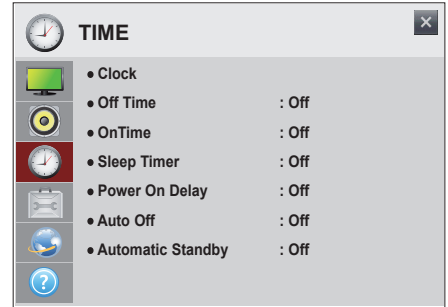 TIME
● Clock
● Off Time : Off
● OnTime : Off
● Sleep Timer : Off
● Power On Delay : Off
● Auto Off : Off
● Automatic Standby : Off
?